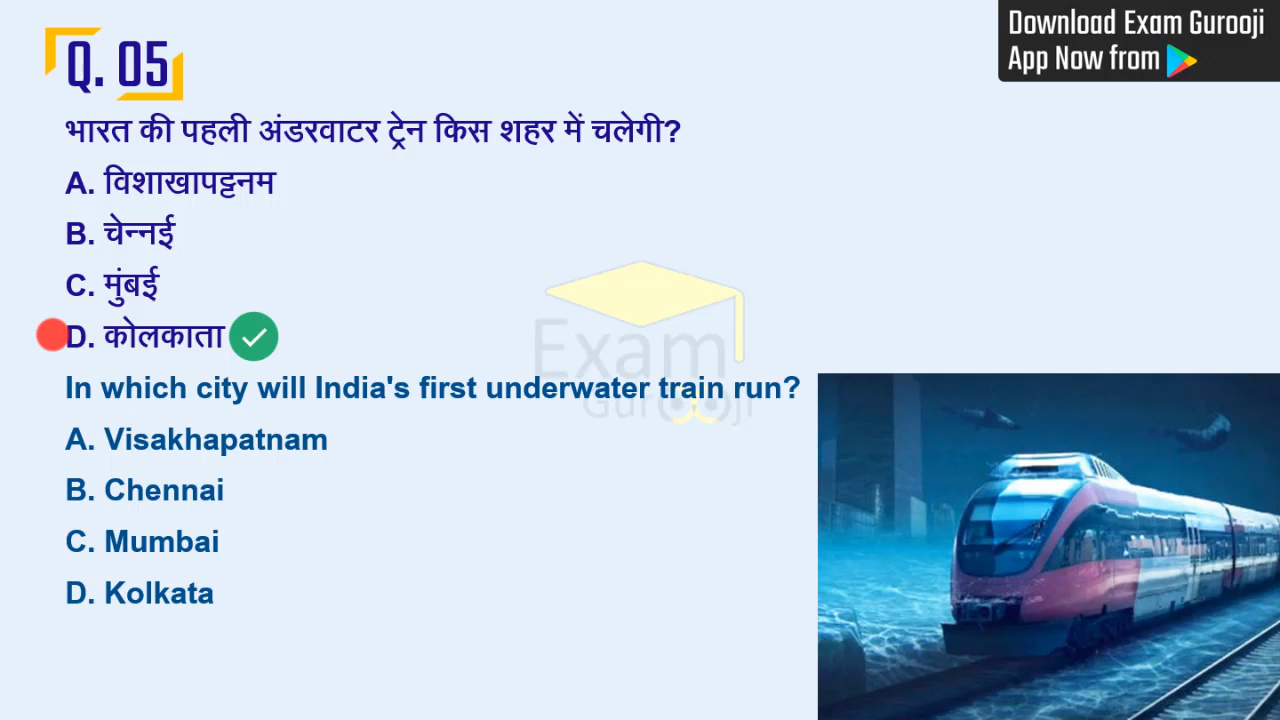 Download Exam Gurooji
App Now from
Q. 05
भारत की पहली अंडरवाटर ट्रेन किस शहर में चलेगी?
A. विशाखापट्टनम
B. चेन्नई
C. मुंबई
D. कोलकाता
In which city will India's first underwater train run?
A. Visakhapatnam
B. Chennai
C. Mumbai
D. Kolkata
Exam
Gurooji